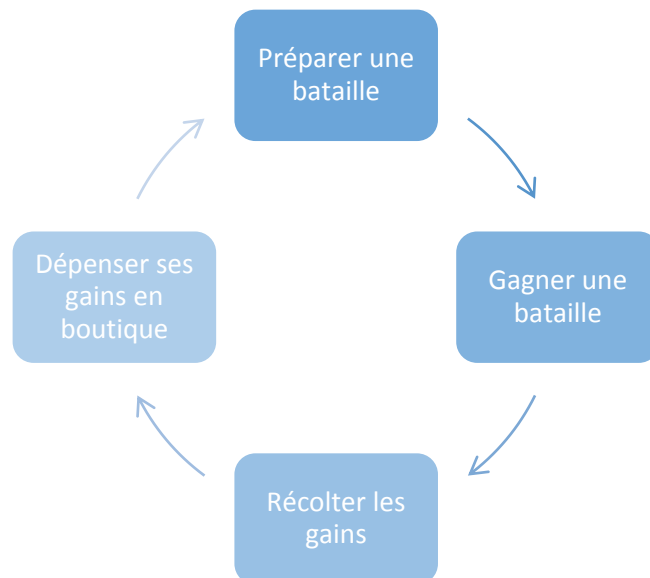 Préparer une
bataille
Gagner une
bataille
Récolter les
gains
Dépenser ses
gains en
boutique